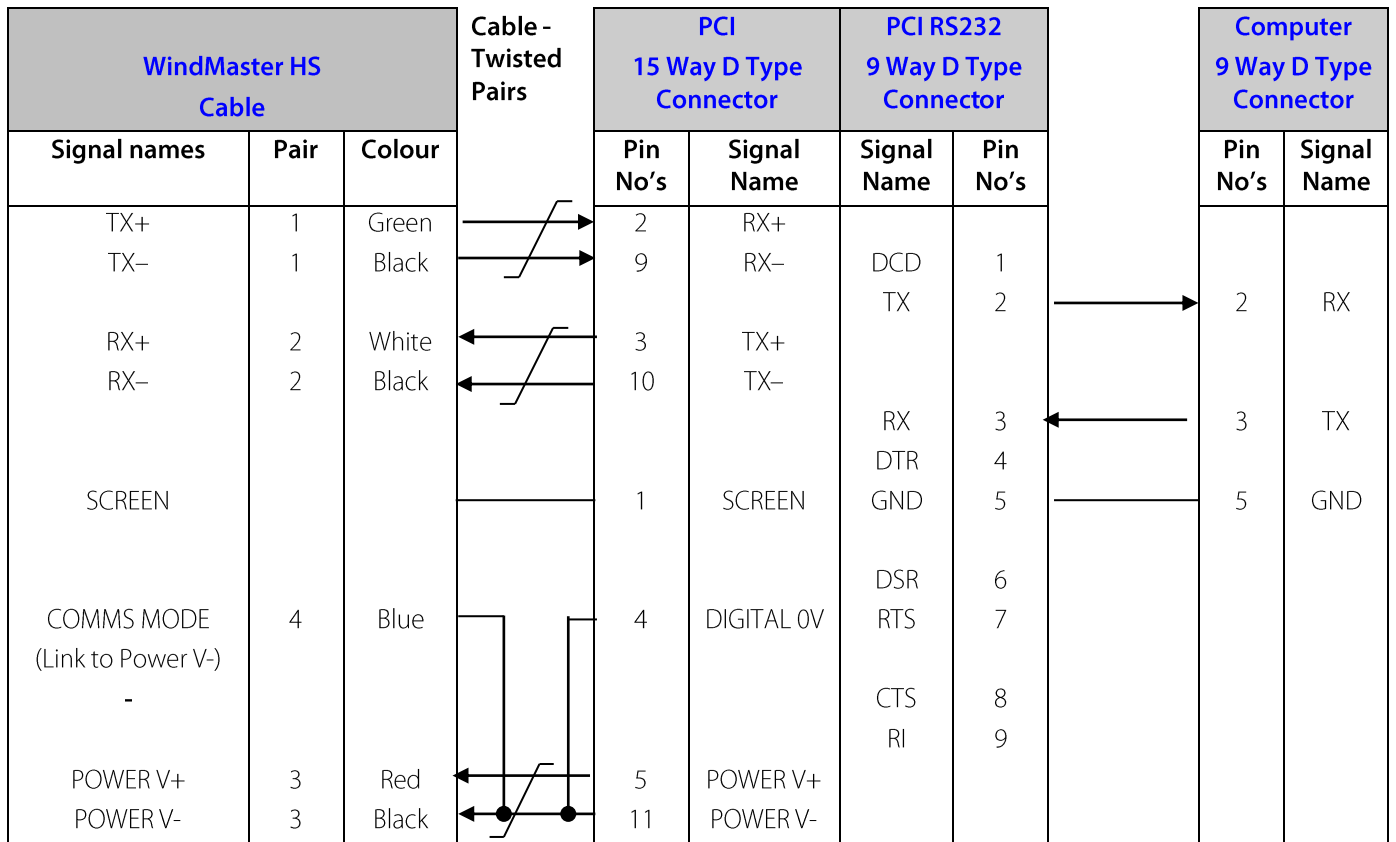 WindMaster HS
Cable
Cable -
Twisted
Pairs
PCI
15 Way D Type
Connector
PCI RS232
9 Way D Type
Connector
Computer
9 Way D Type
Connector
Signal names Pair Colour Pin No's Signal Name Signal Name Pin No's Pin No's Signal Name
TX+ 1 Green 2 RX+
TX– 1 Black 9 RX– DCD 1
TX 2 2 RX
RX+ 2 White 3 TX+
RX– 2 Black 10 TX–
RX 3 3 TX
DTR 4
SCREEN 1 SCREEN GND 5 5 GND
DSR 6
COMMS MODE 4 Blue 4 DIGITAL 0V RTS 7
(Link to Power V-)
- CTS 8
RI 9
POWER V+ 3 Red 5 POWER V+
POWER V- 3 Black 11 POWER V-